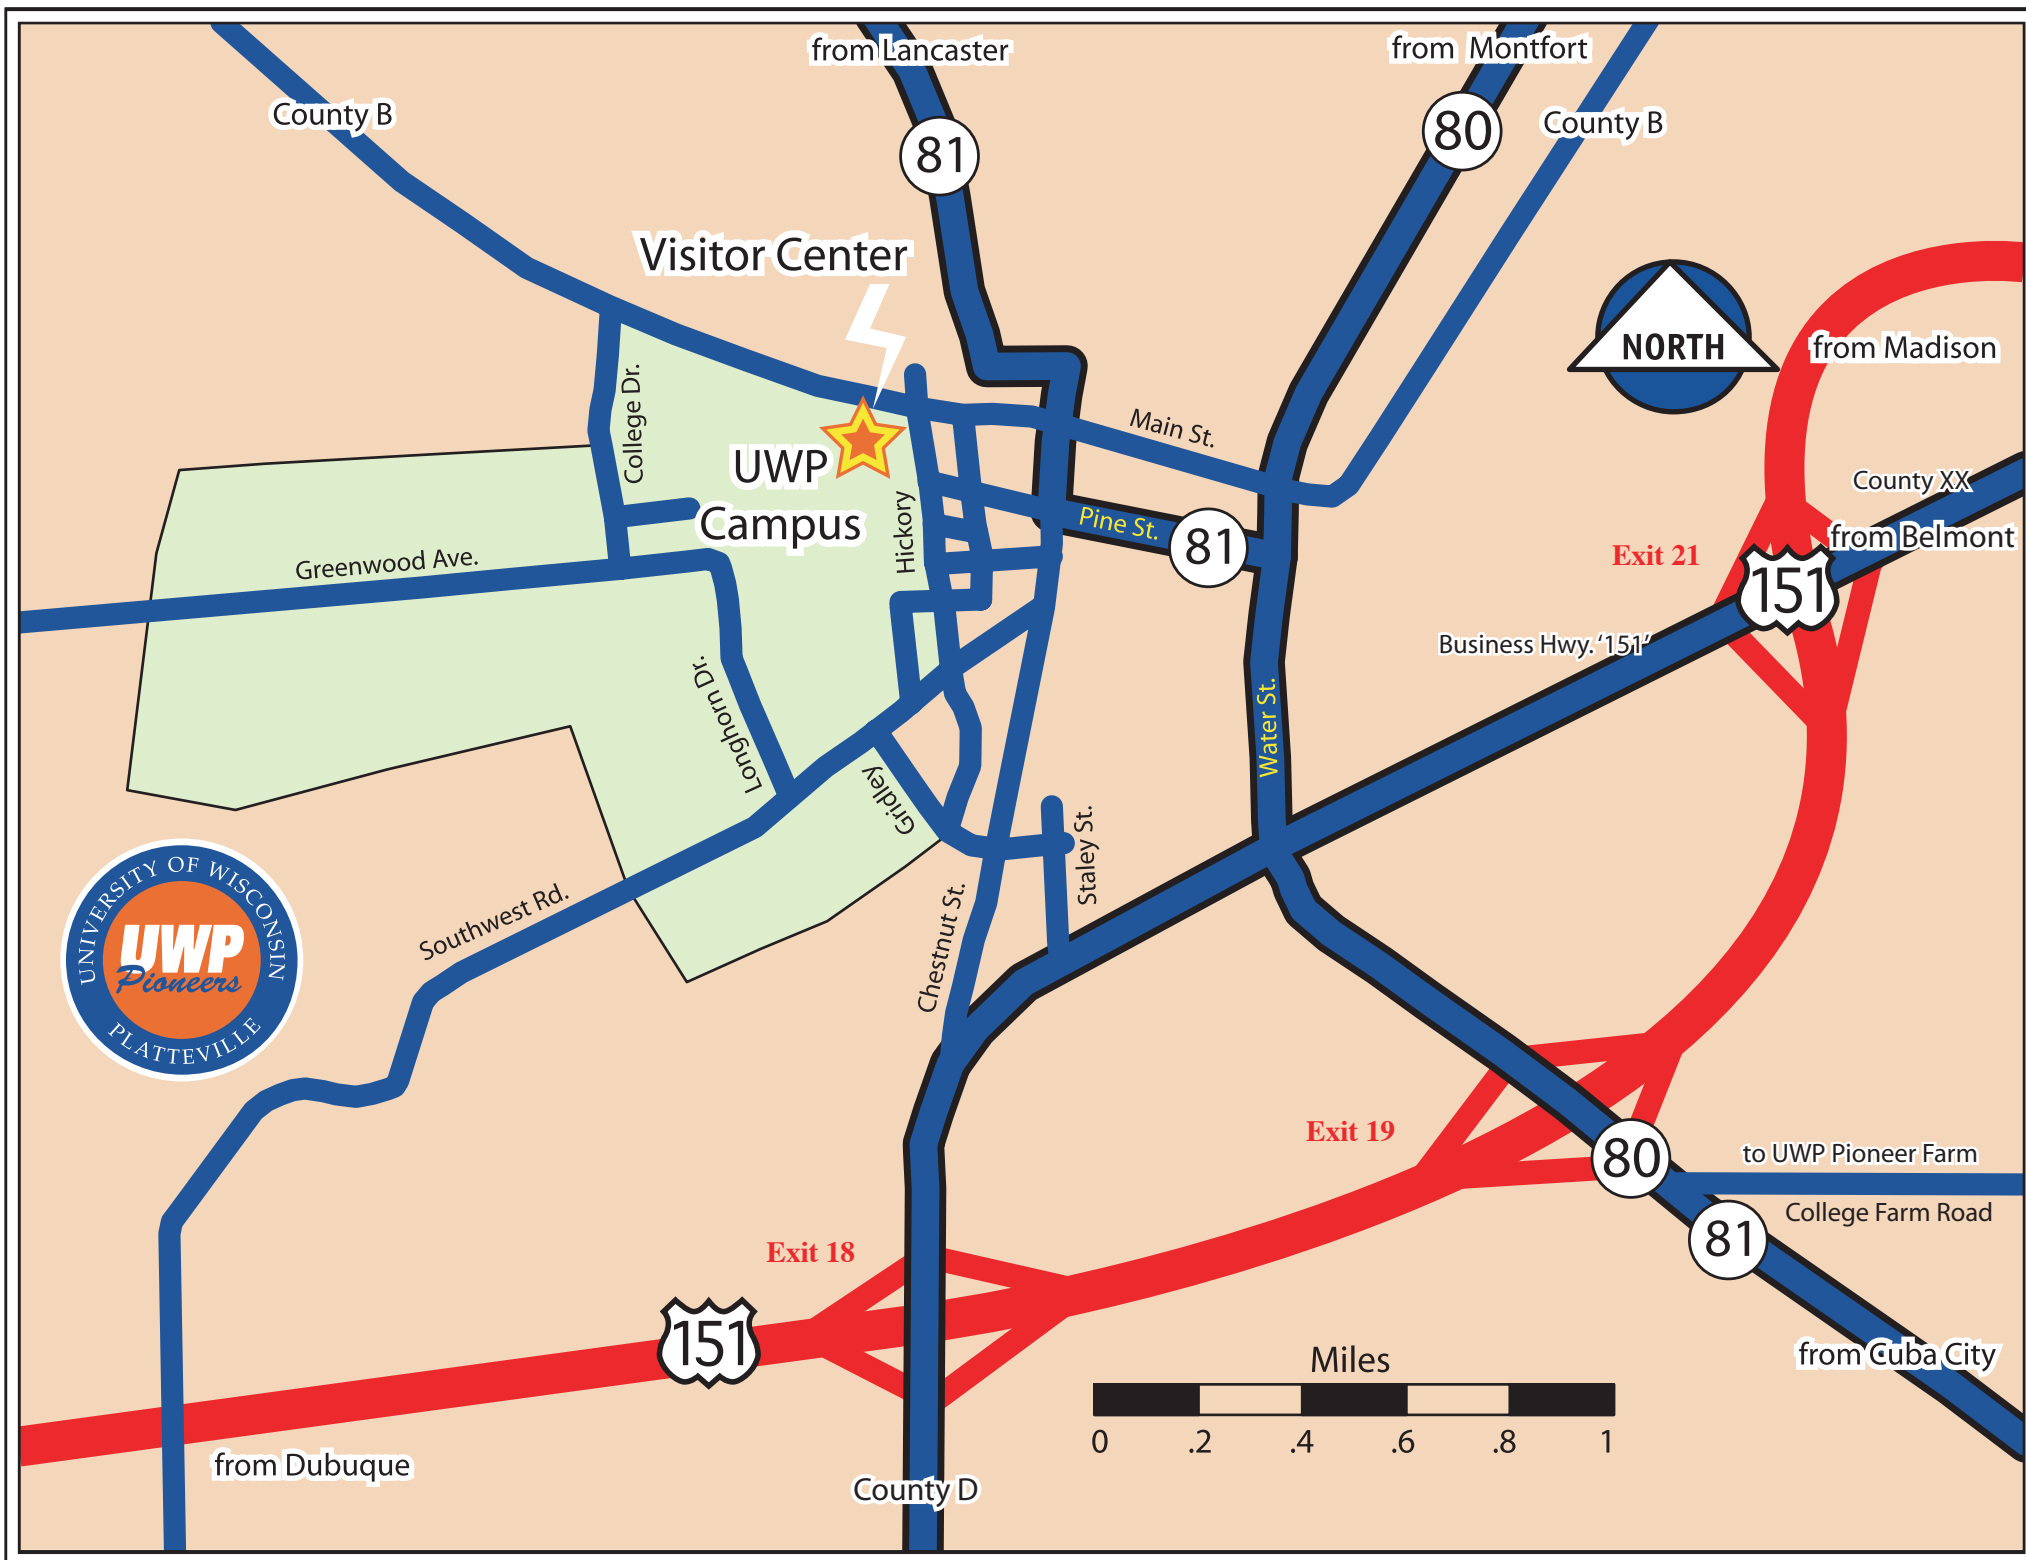 from Lancaster
from Montfort
County B
81
80
County B
Visitor Center
NORTH
from Madison
College Dr.
Main St.
UWP
Campus
Hickory
Pine St.
81
County XX
from Belmont
Exit 21
151
Greenwood Ave.
Business Hwy. ‘151’
Longhorn Dr.
Water St.
Gridley
Staley St.
UNIVERSITY OF WISCONSIN
UWP
Pioneers
PLATTEVILLE
Southwest Rd.
Chestnut St.
Exit 19
80
to UWP Pioneer Farm
College Farm Road
81
Exit 18
151
from Cuba City
Miles
0 .2 .4 .6 .8 1
from Dubuque
County D